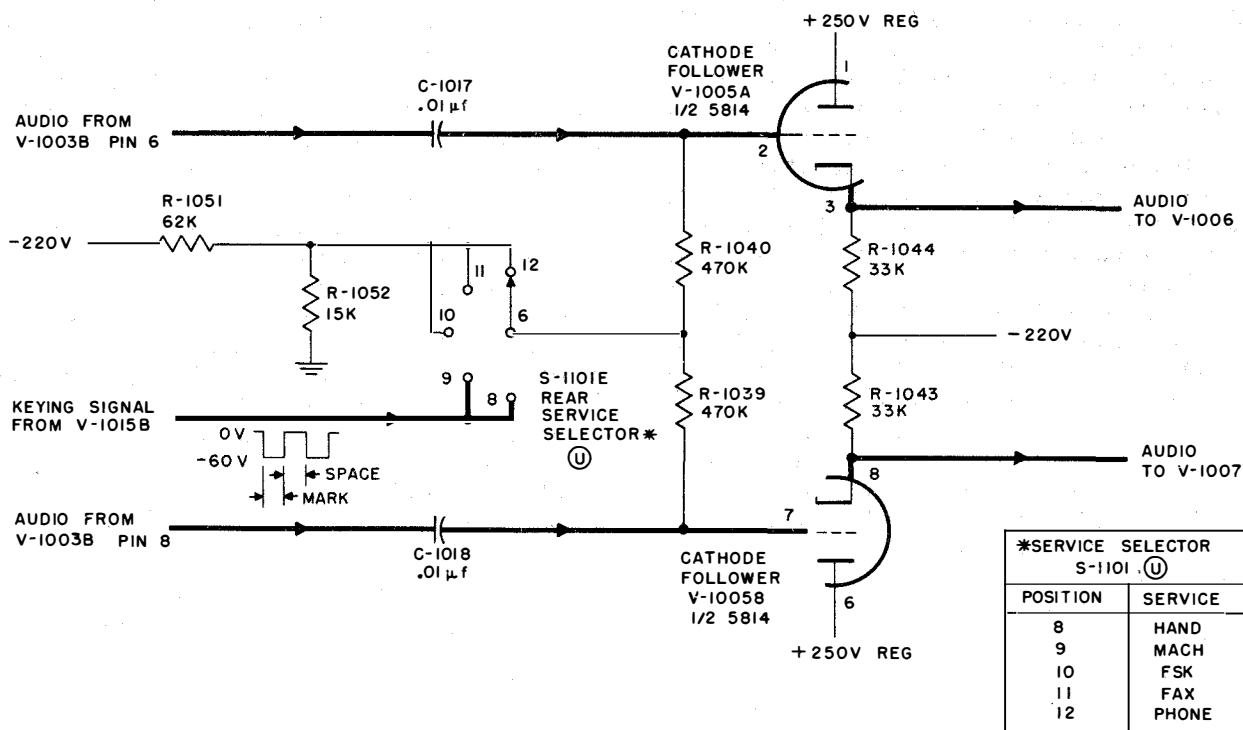 +250V REG
CATHODE
FOLLOWER
V-1005A
1/2 5814
1
C-1017
.01μf
AUDIO FROM
V-1003B PIN 6
2
3
AUDIO
TO V-1006
R-1051
62K
-220V
R-1052
15K
11
12
10
6
R-1040
470K
R-1044
33K
-220V
9
8
S-1101E
REAR
SERVICE
SELECTOR*
U
R-1039
470K
R-1043
33K
KEYING SIGNAL
FROM V-1015B
0V
-60V
SPACE
MARK
AUDIO
TO V-1007
8
AUDIO FROM
V-1003B PIN 8
C-1018
.01μf
7
CATHODE
FOLLOWER
V-1005B
1/2 5814
6
+250V REG
*SERVICE SELECTOR
S-1101 U
POSITION SERVICE
8 HAND
9 MACH
10 FSK
11 FAX
12 PHONE